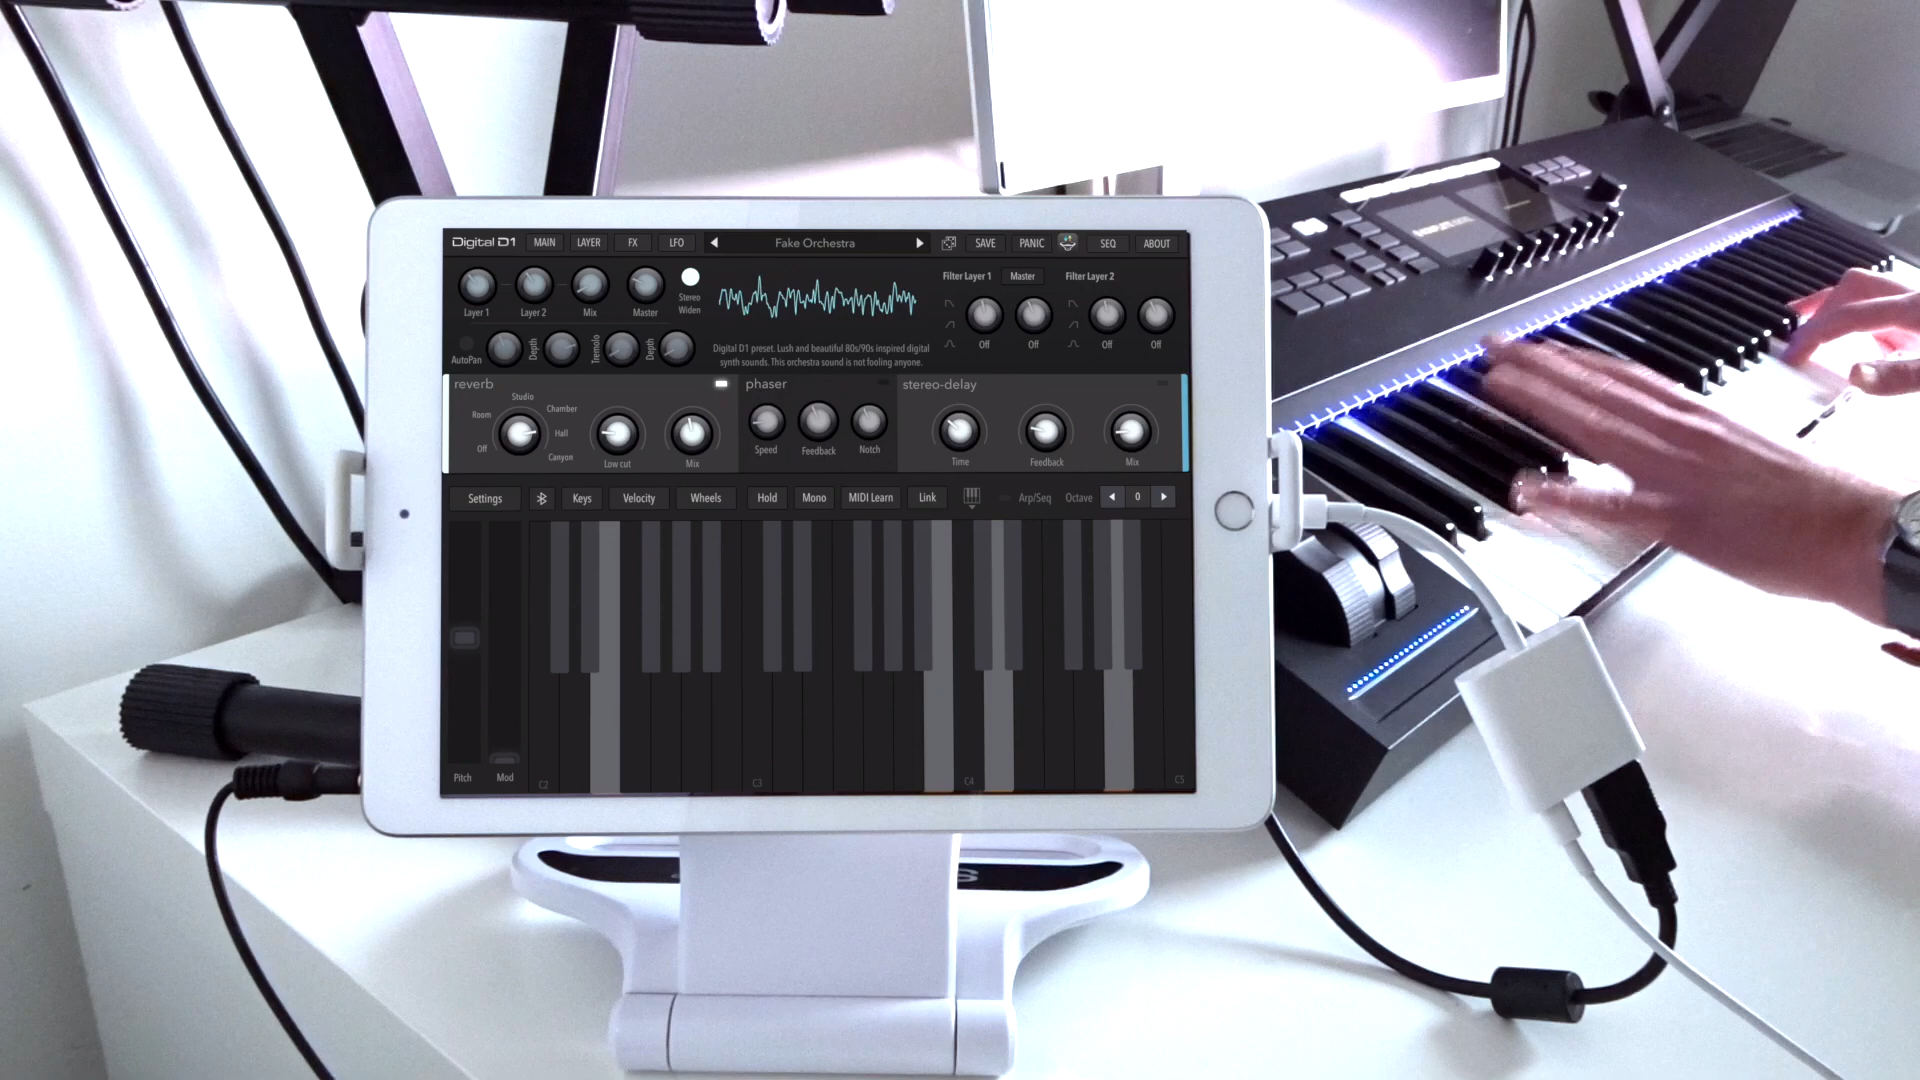 Digital D1 MAIN LAYER FX LFO Fake Orchestra SAVE PANIC SEQ ABOUT
Layer 1 Layer 2 Mix Master Stereo Widen
AutoPan Depth Tremolo Depth
Digital D1 preset. Lush and beautiful 80s/90s inspired digital
synth sounds. This orchestra sound is not fooling anyone.
Filter Layer 1 Master Filter Layer 2
Off Off Off Off
reverb phaser stereo-delay
Studio
Room Chamber
Hall
Off Canyon
Low cut Mix
Speed Feedback Notch
Time Feedback Mix
Settings Keys Velocity Wheels Hold Mono MIDI Learn Link Arp/Seq Octave 0
Pitch Mod
C2 C3 C4 C5